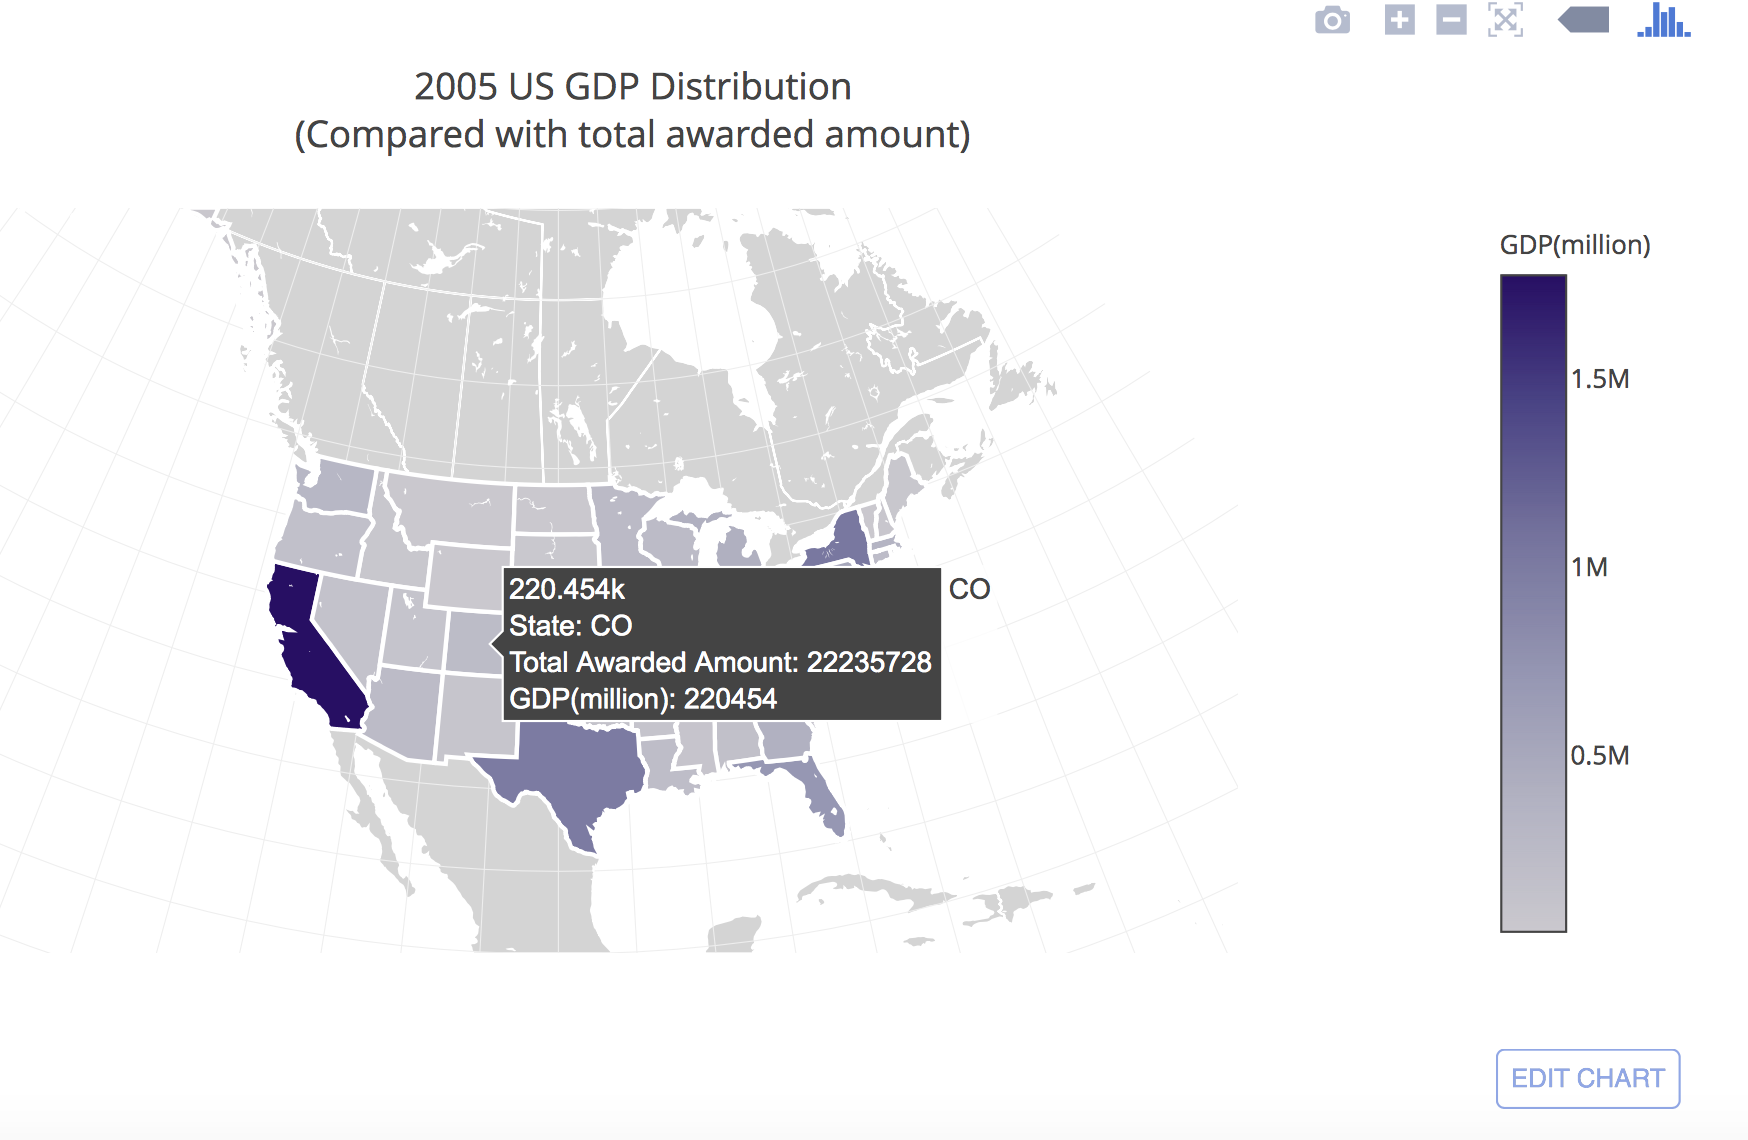 2005 US GDP Distribution
(Compared with total awarded amount)
GDP(million)
1.5M
1M
0.5M
220.454k
CO
State: CO
Total Awarded Amount: 22235728
GDP(million): 220454
EDIT CHART